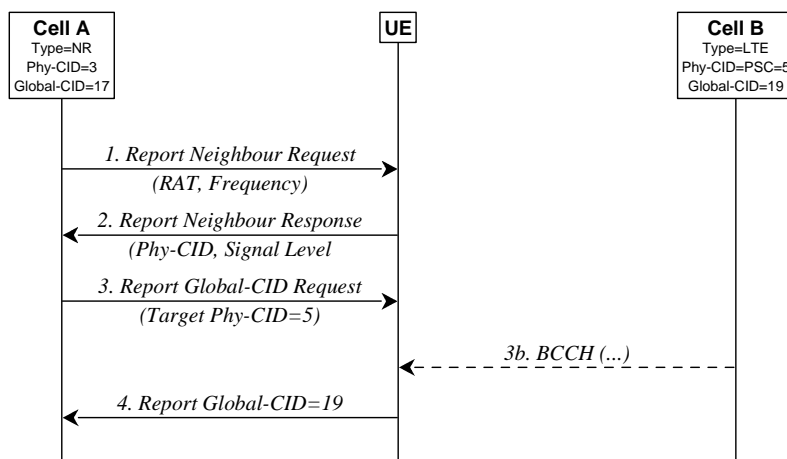 Cell A
Type=NR
Phy-CID=3
Global-CID=17
UE
Cell B
Type=LTE
Phy-CID=PSC=5
Global-CID=19
1. Report Neighbour Request
(RAT, Frequency)
2. Report Neighbour Response
(Phy-CID, Signal Level
3. Report Global-CID Request
(Target Phy-CID=5)
3b. BCCH (...)
4. Report Global-CID=19